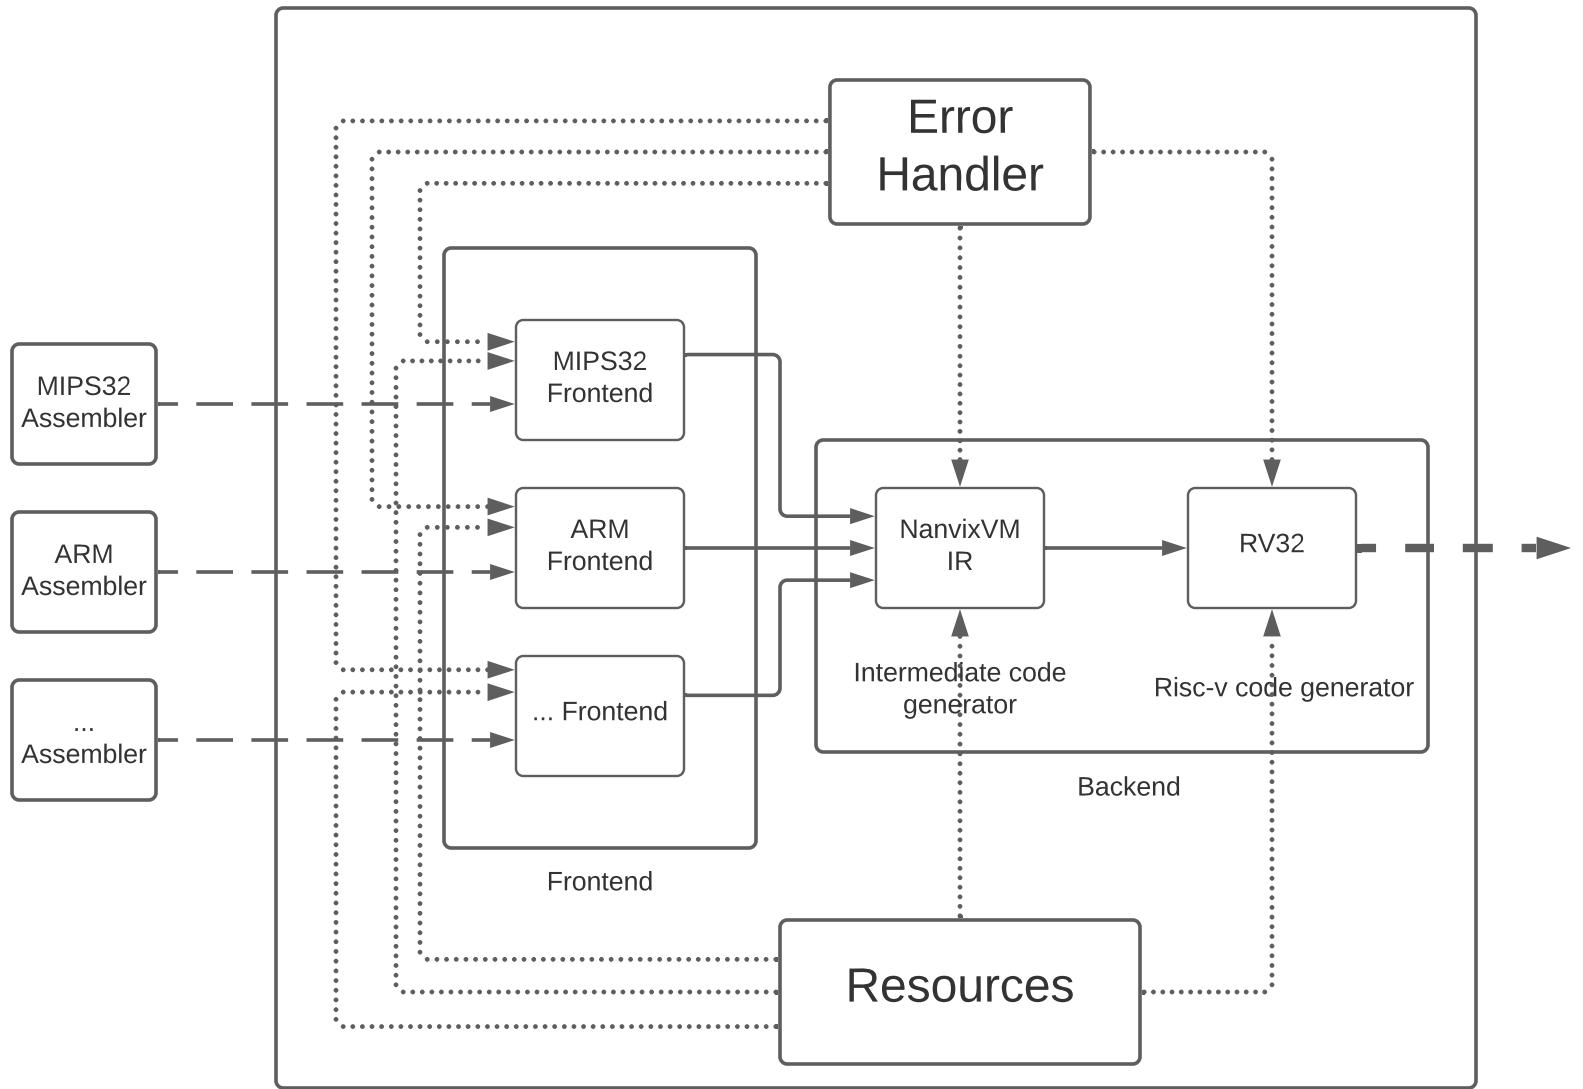 Error
Handler
MIPS32
Assembler
MIPS32
Frontend
ARM
Assembler
ARM
Frontend
NanvixVM
IR
RV32
...
Assembler
... Frontend
Intermediate code
generator
Risc-v code generator
Backend
Frontend
Resources